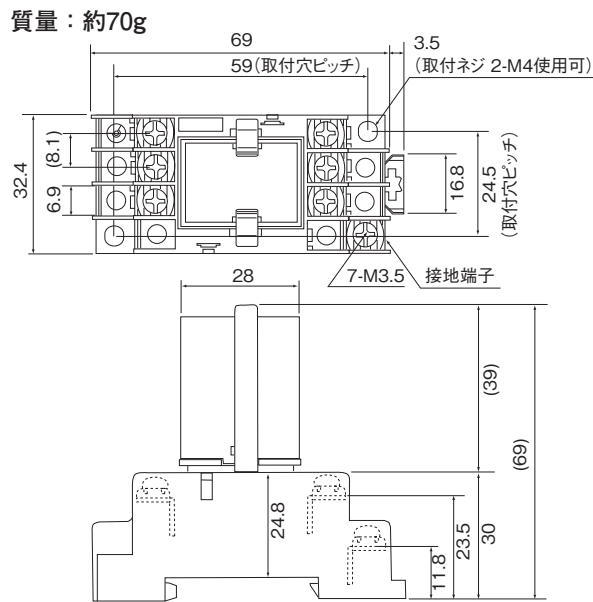 質量：約70g
69
3.5
59(取付穴ピッチ)
(取付ネジ 2-M4使用可)
32.4
(8.1)
6.9
16.8
24.5
(取付穴ピッチ)
28
7-M3.5
接地端子
(39)
(69)
24.8
11.8
23.5
30